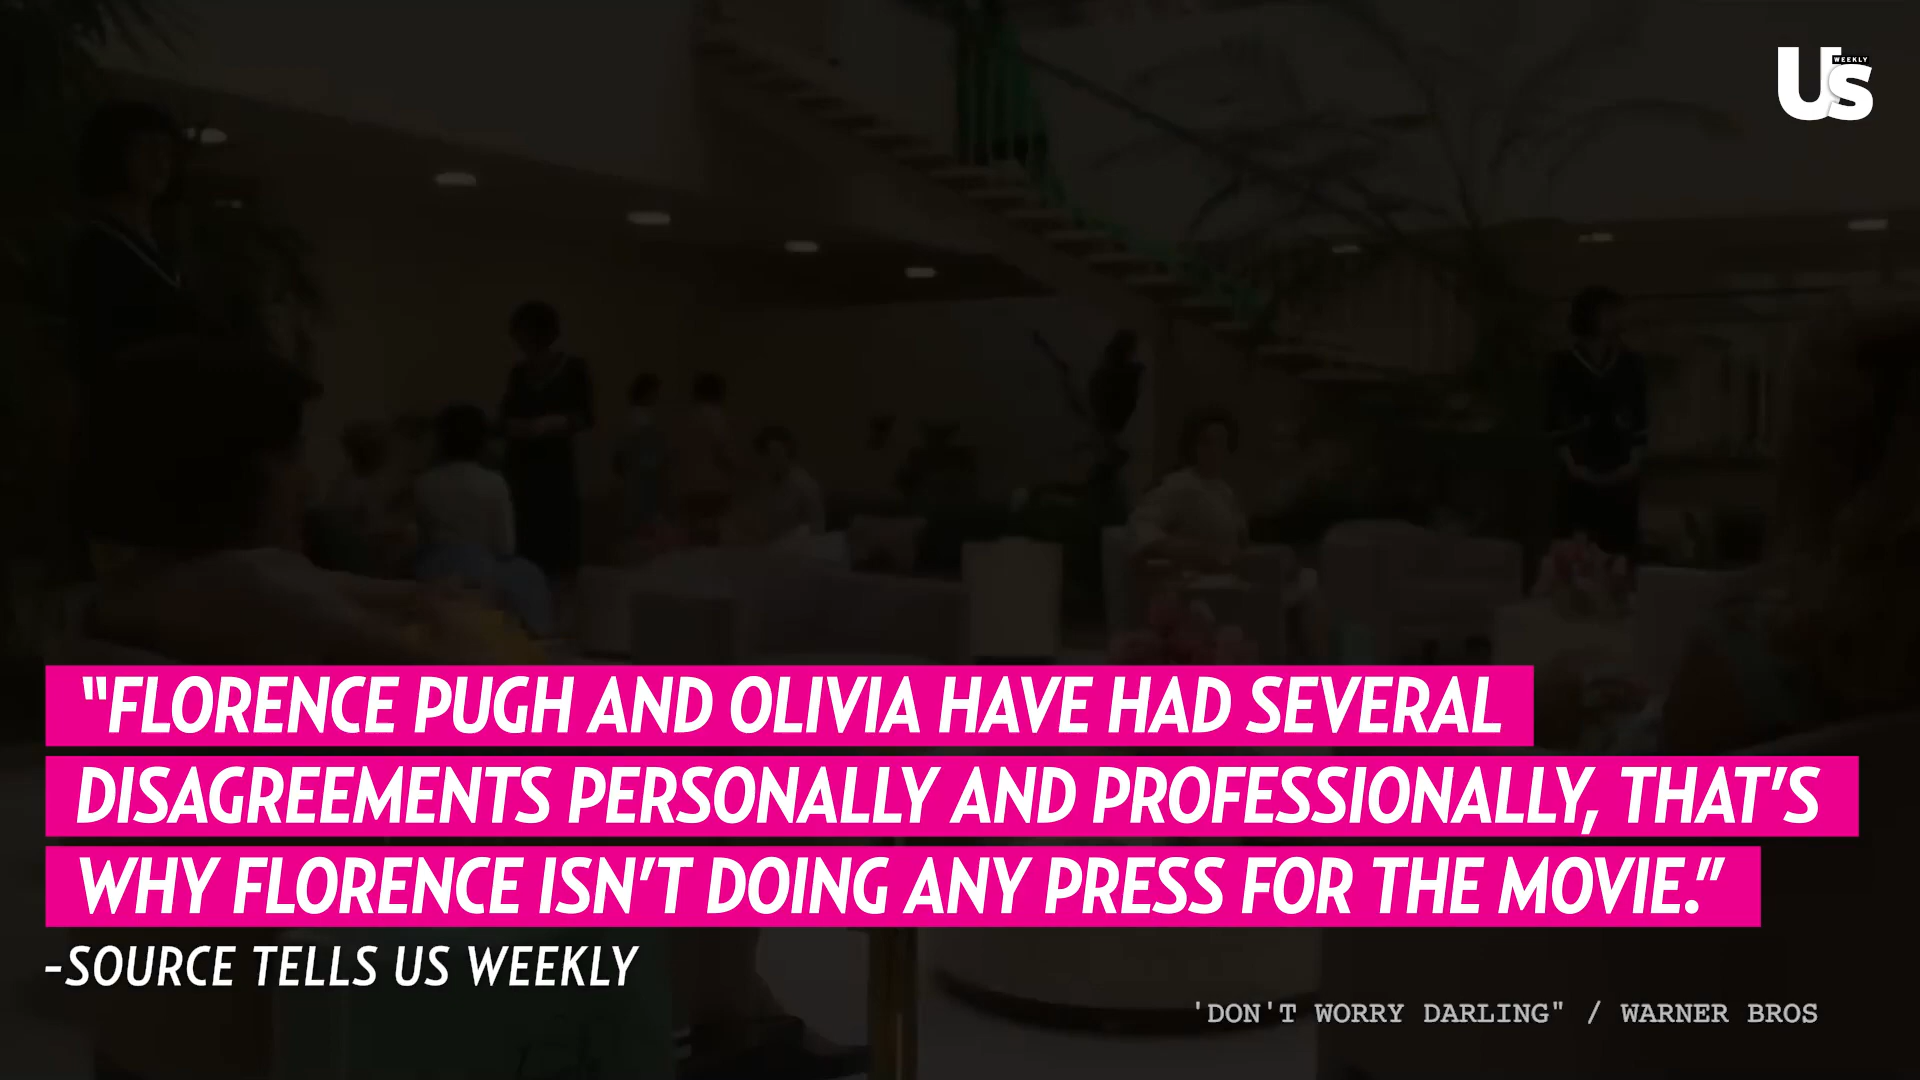 Us
WEEKLY
“FLORENCE PUGH AND OLIVIA HAVE HAD SEVERAL
DISAGREEMENTS PERSONALLY AND PROFESSIONALLY, THAT’S
WHY FLORENCE ISN’T DOING ANY PRESS FOR THE MOVIE.”
-SOURCE TELLS US WEEKLY
'DON'T WORRY DARLING" / WARNER BROS